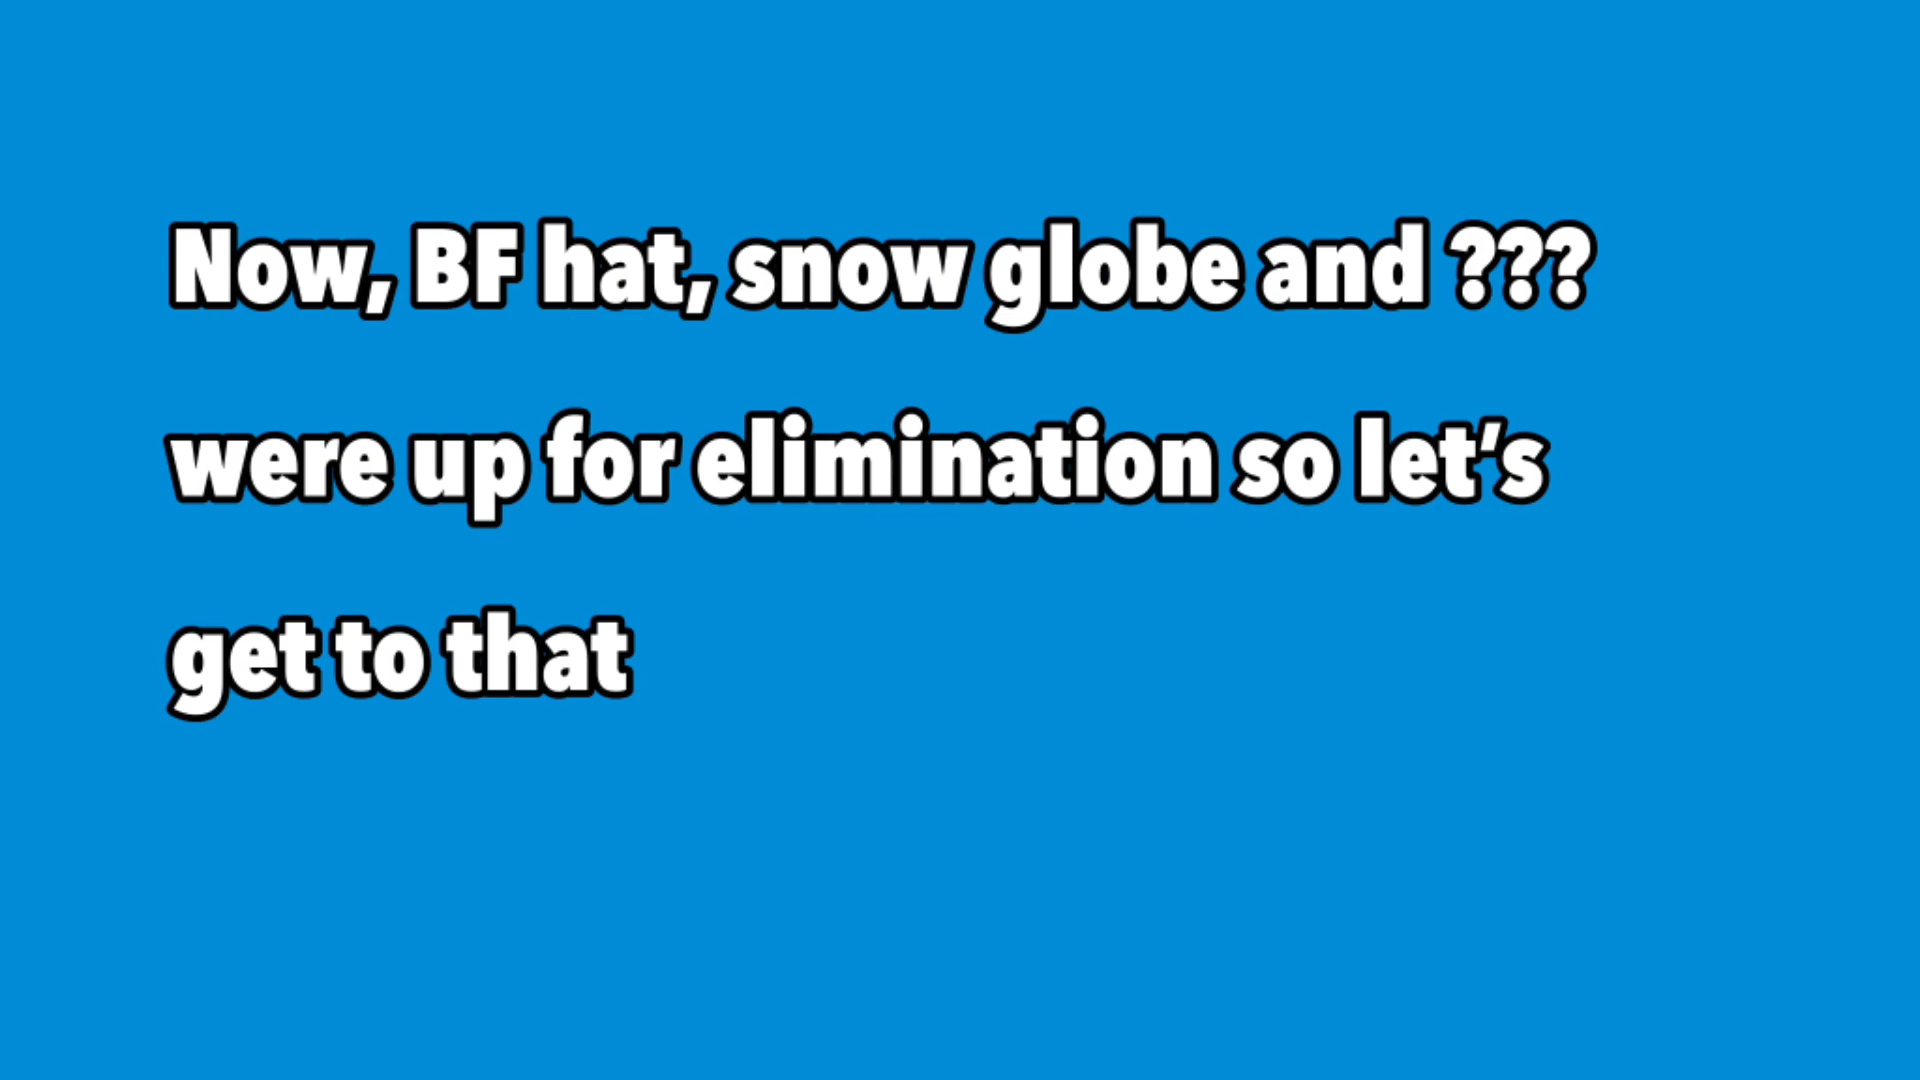 Now, BF hat, snow globe and ???
were up for elimination so let’s
get to that